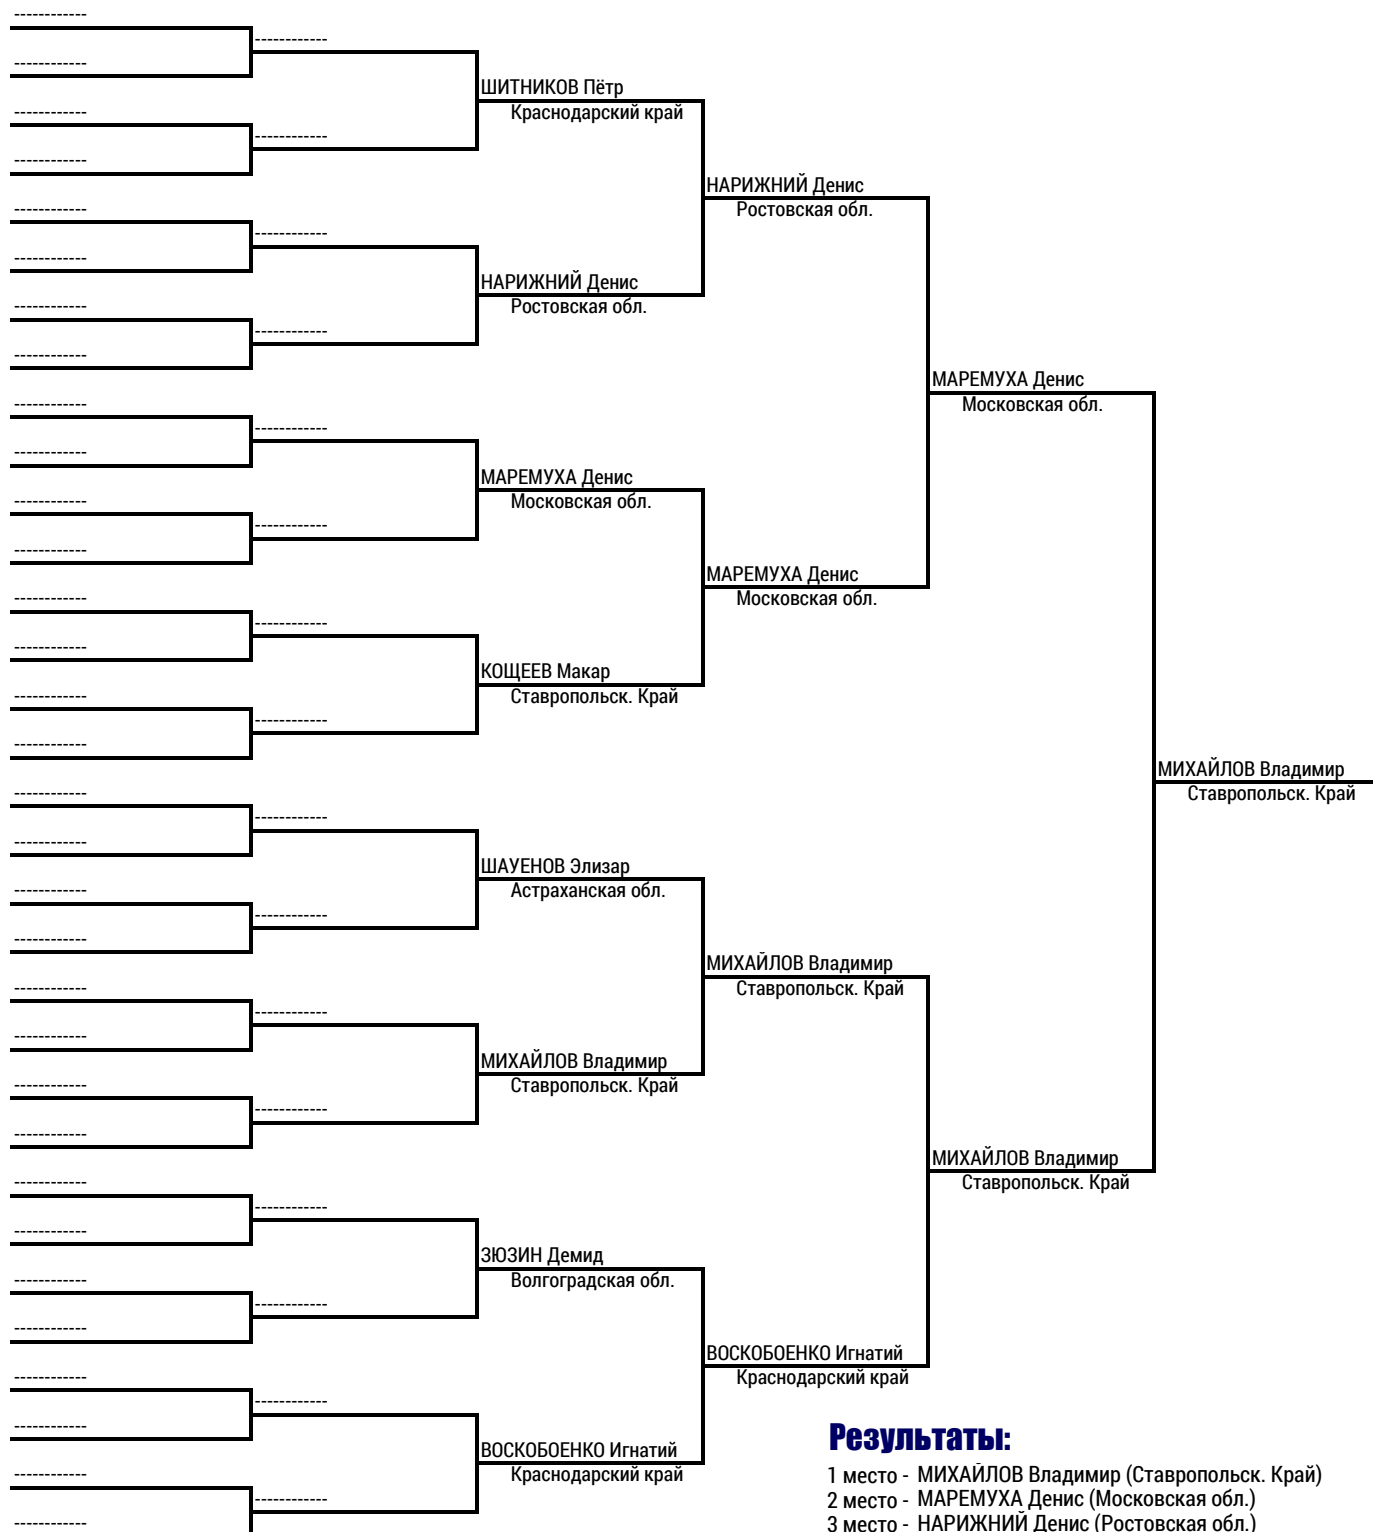 ------------
------------
------------
ШИТНИКОВ Пётр
Краснодарский край
------------
------------
------------
НАРИЖНИЙ Денис
Ростовская обл.
------------
------------
------------
НАРИЖНИЙ Денис
Ростовская обл.
------------
------------
------------
МАРЕМУХА Денис
Московская обл.
------------
------------
------------
МАРЕМУХА Денис
Московская обл.
------------
------------
------------
МАРЕМУХА Денис
Московская обл.
------------
------------
------------
КОЩЕЕВ Макар
Ставропольск. Край
------------
------------
------------
МИХАЙЛОВ Владимир
Ставропольск. Край
------------
------------
------------
ШАУЕНОВ Элизар
Астраханская обл.
------------
------------
------------
МИХАЙЛОВ Владимир
Ставропольск. Край
------------
------------
------------
МИХАЙЛОВ Владимир
Ставропольск. Край
------------
------------
------------
МИХАЙЛОВ Владимир
Ставропольск. Край
------------
------------
------------
ЗЮЗИН Демид
Волгоградская обл.
------------
------------
------------
ВОСКОБОЕНКО Игнатий
Краснодарский край
------------
------------
------------
ВОСКОБОЕНКО Игнатий
Краснодарский край
------------
------------
------------
Результаты:
1 место - МИХАЙЛОВ Владимир (Ставропольск. Край)
2 место - МАРЕМУХА Денис (Московская обл.)
3 место - НАРИЖНИЙ Денис (Ростовская обл.)